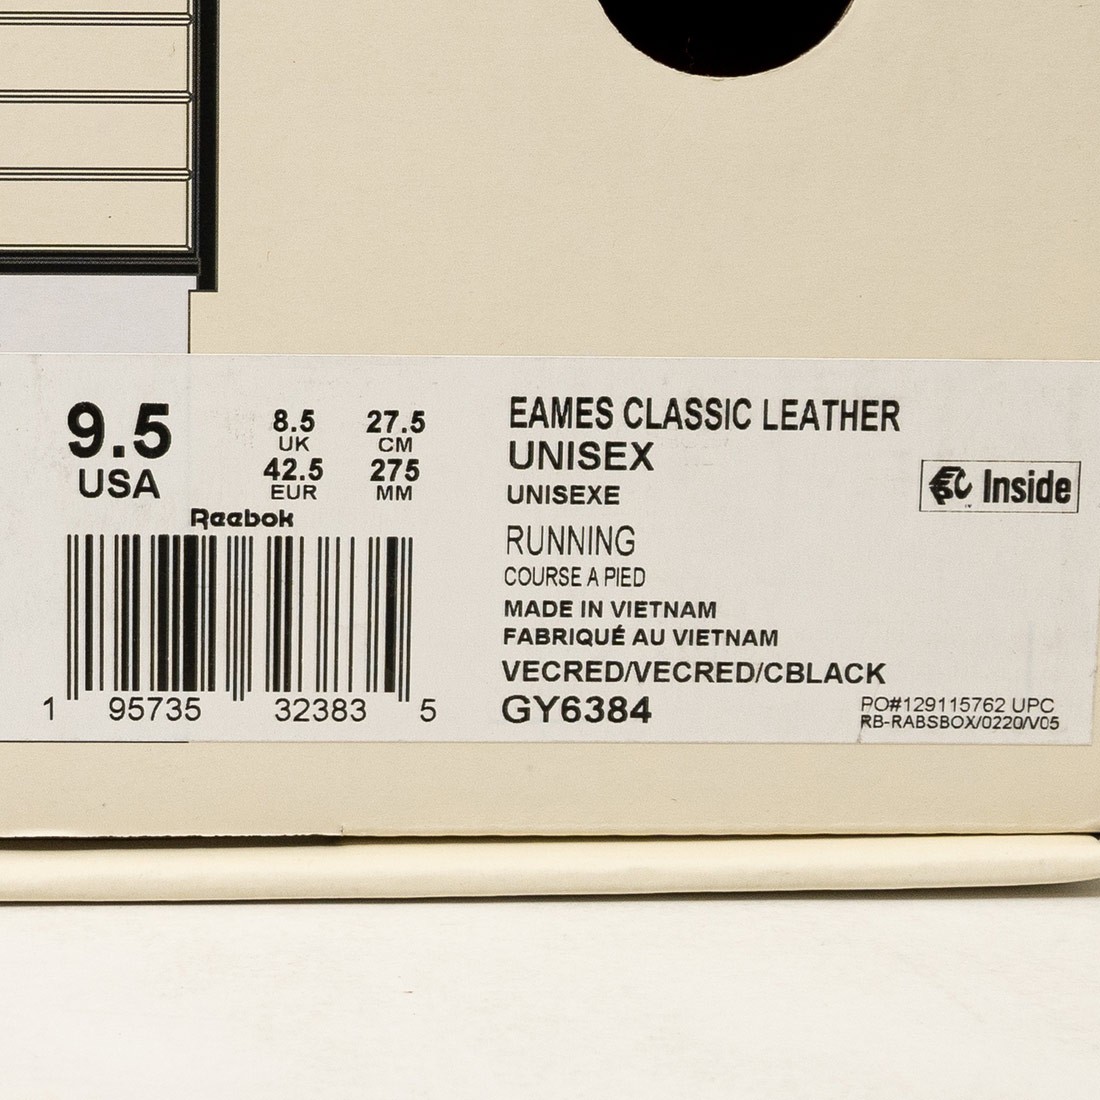 9.5
USA
8.5
UK
42.5
EUR
27.5
CM
275
MM
Reebok
1 95735 32383 5
EAMES CLASSIC LEATHER
UNISEX
UNISEXE
RUNNING
COURSE A PIED
MADE IN VIETNAM
FABRIQUÉ AU VIETNAM
VECRED/VECRED/CBLACK
GY6384
Inside
PO#129115762 UPC
RB-RABSBOX/0220/V05